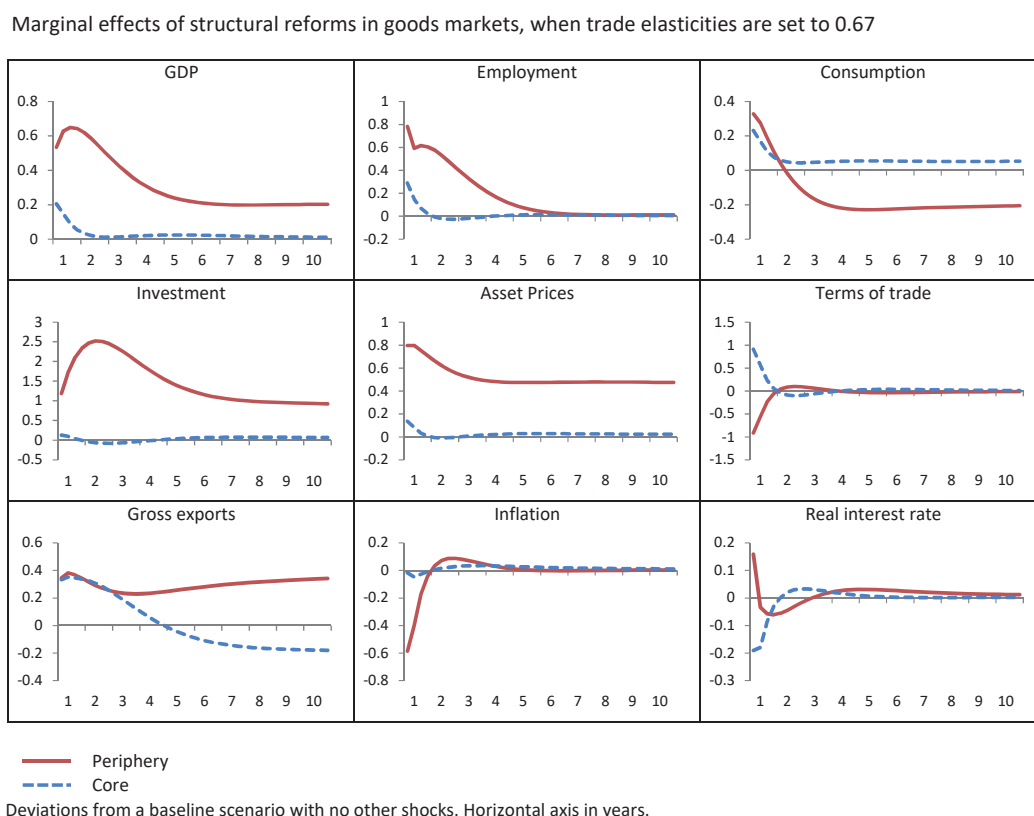 Marginal effects of structural reforms in goods markets, when trade elasticities are set to 0.67
GDP
0.8
0.6
0.4
0.2
0
1 2 3 4 5 6 7 8 9 10
Employment
1
0.8
0.6
0.4
0.2
0
-0.2
1 2 3 4 5 6 7 8 9 10
Consumption
0.4
0.2
0
-0.2
-0.4
1 2 3 4 5 6 7 8 9 10
Investment
3
2.5
2
1.5
1
0.5
0
-0.5
1 2 3 4 5 6 7 8 9 10
Asset Prices
1
0.8
0.6
0.4
0.2
0
-0.2
1 2 3 4 5 6 7 8 9 10
Terms of trade
1.5
1
0.5
0
-0.5
-1
-1.5
1 2 3 4 5 6 7 8 9 10
Gross exports
0.6
0.4
0.2
0
-0.2
-0.4
1 2 3 4 5 6 7 8 9 10
Inflation
0.2
0
-0.2
-0.4
-0.6
-0.8
1 2 3 4 5 6 7 8 9 10
Real interest rate
0.2
0.1
0
-0.1
-0.2
-0.3
1 2 3 4 5 6 7 8 9 10
Periphery
Core
Deviations from a baseline scenario with no other shocks. Horizontal axis in years.